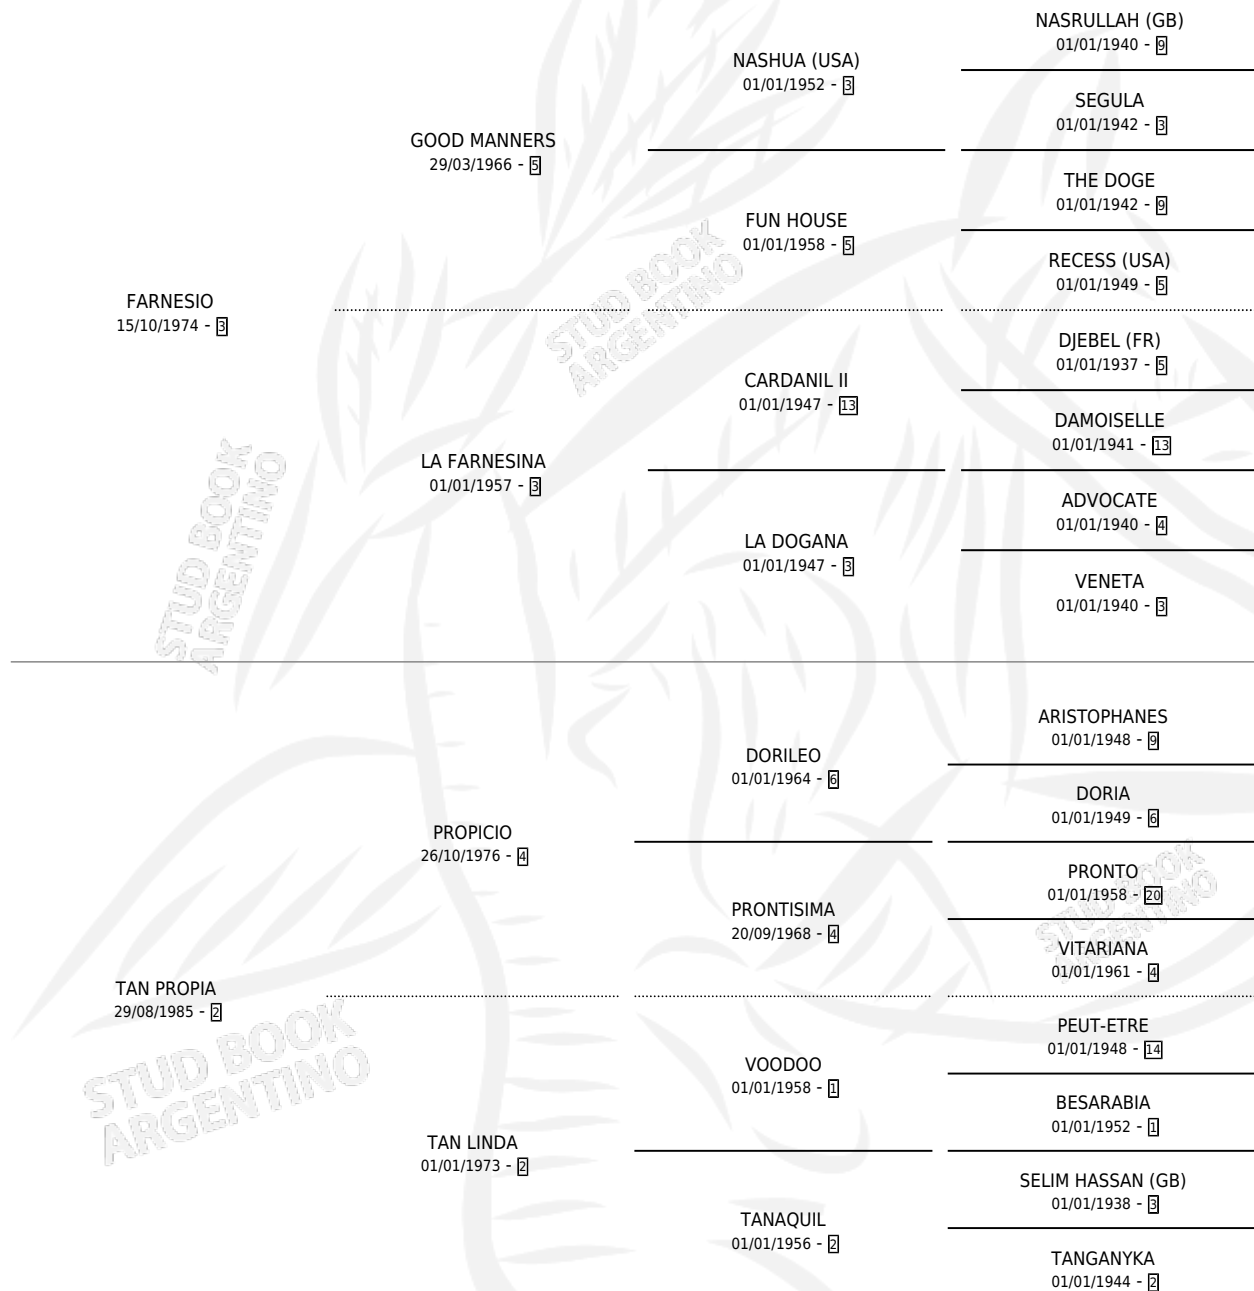 NASRULLAH (GB)
01/01/1940 - 9
NASHUA (USA)
01/01/1952 - 3
SEGULA
01/01/1942 - 3
GOOD MANNERS
29/03/1966 - 5
THE DOGE
01/01/1942 - 9
FUN HOUSE
01/01/1958 - 5
RECESS (USA)
01/01/1949 - 5
FARNESIO
15/10/1974 - 3
STUD BOOK
ARGENTINO
DJEBEL (FR)
01/01/1937 - 5
CARDANIL II
01/01/1947 - 13
DAMOISELLE
01/01/1941 - 13
LA FARNESINA
01/01/1957 - 3
ADVOCATE
01/01/1940 - 4
LA DOGANA
01/01/1947 - 3
VENETA
01/01/1940 - 3
STUD BOOK
ARGENTINO
ARISTOPHANES
01/01/1948 - 9
DORILEO
01/01/1964 - 6
DORIA
01/01/1949 - 6
PROPICIO
26/10/1976 - 4
PRONTO
01/01/1958 - 20
PRONTISIMA
20/09/1968 - 4
VITARIANA
01/01/1961 - 4
STUD BOOK
ARGENTINO
TAN PROPIA
29/08/1985 - 2
PEUT-ETRE
01/01/1948 - 14
VOODOO
01/01/1958 - 1
BESARABIA
01/01/1952 - 1
STUD BOOK
ARGENTINO
TAN LINDA
01/01/1973 - 2
SELIM HASSAN (GB)
01/01/1938 - 3
TANAQUIL
01/01/1956 - 2
TANGANYKA
01/01/1944 - 2